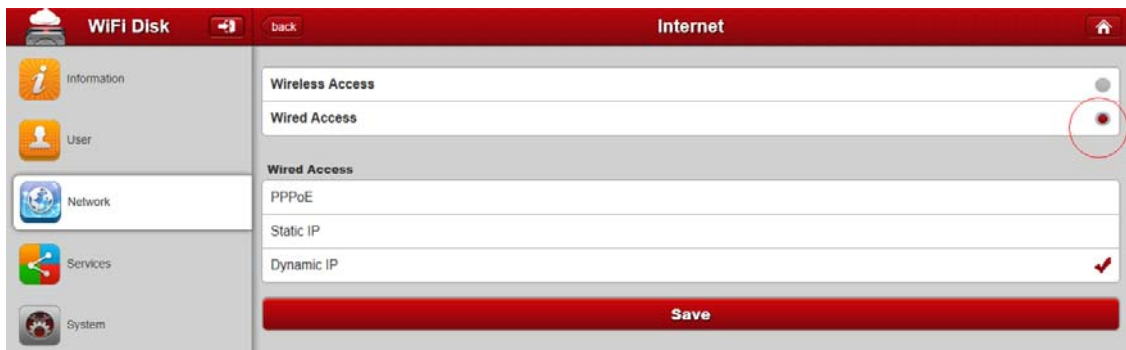 WiFi Disk
back
Internet
Information
User
Network
Services
System
Wireless Access
Wired Access
Wired Access
PPPoE
Static IP
Dynamic IP
Save